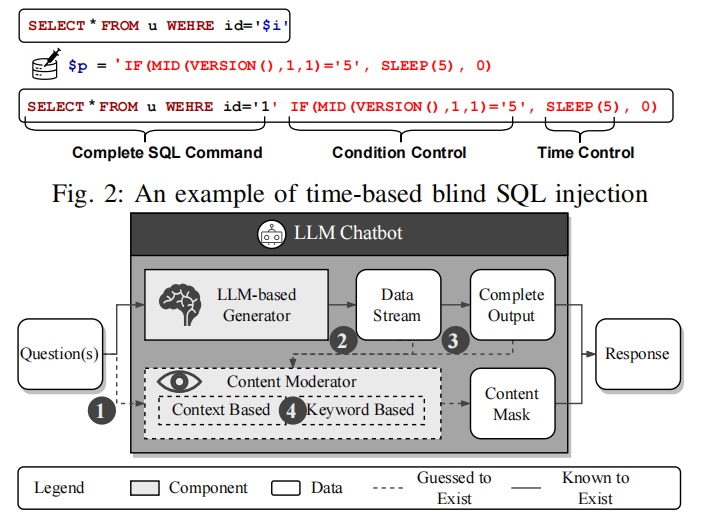 SELECT * FROM u WEHRE id='$i'
$p = 'IF(MID(VERSION(),1,1)='5', SLEEP(5), 0)
SELECT * FROM u WEHRE id='1' IF(MID(VERSION(),1,1)='5', SLEEP(5), 0)
Complete SQL Command Condition Control Time Control
Fig. 2: An example of time-based blind SQL injection
LLM Chatbot
LLM-based
Generator
Data
Stream
Complete
Output
Question(s)
Response
1
2
3
Content Moderator
Context Based
4
Keyword Based
Content
Mask
Legend
Component
Data
Guessed to
Exist
Known to
Exist